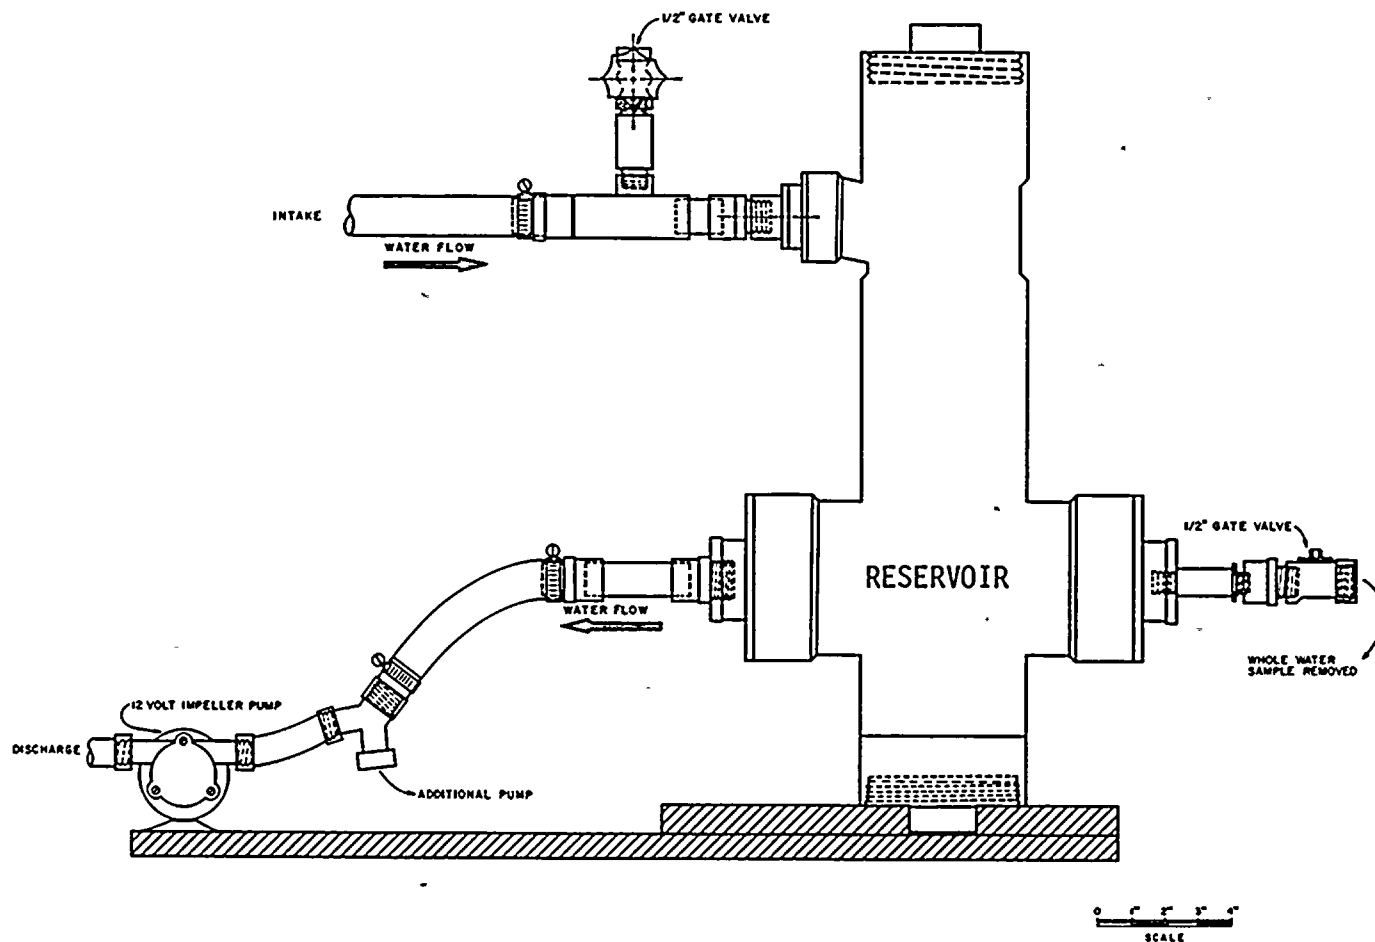 1/2" GATE VALVE
INTAKE
WATER FLOW
1/2" GATE VALVE
RESERVOIR
WATER FLOW
WHOLE WATER
SAMPLE REMOVED
12 VOLT IMPELLER PUMP
DISCHARGE
ADDITIONAL PUMP
0 1" 2" 3" 4"
SCALE